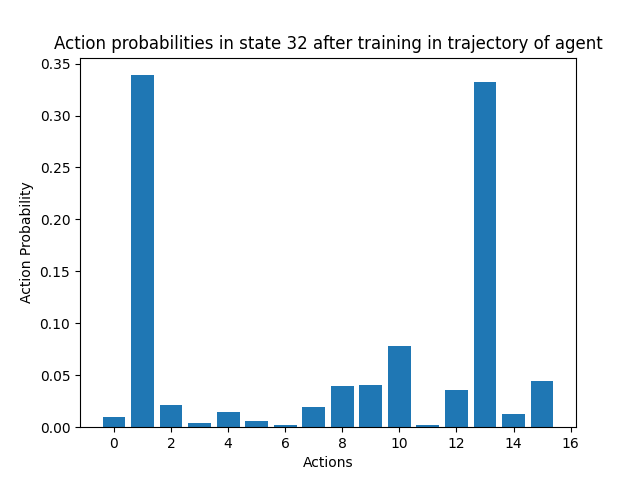 Action probabilities in state 32 after training in trajectory of agent
0.35
0.30
0.25
0.20
0.15
0.10
0.05
0.00
Action Probability
0 2 4 6 8 10 12 14 16
Actions